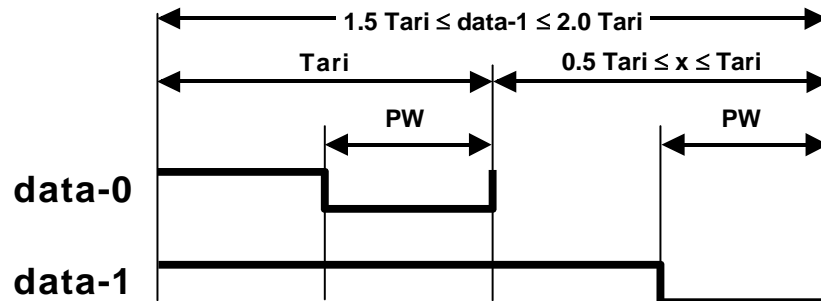 1.5 Tari ≤ data-1 ≤ 2.0 Tari
Tari 0.5 Tari ≤ x ≤ Tari
PW PW
data-0
data-1